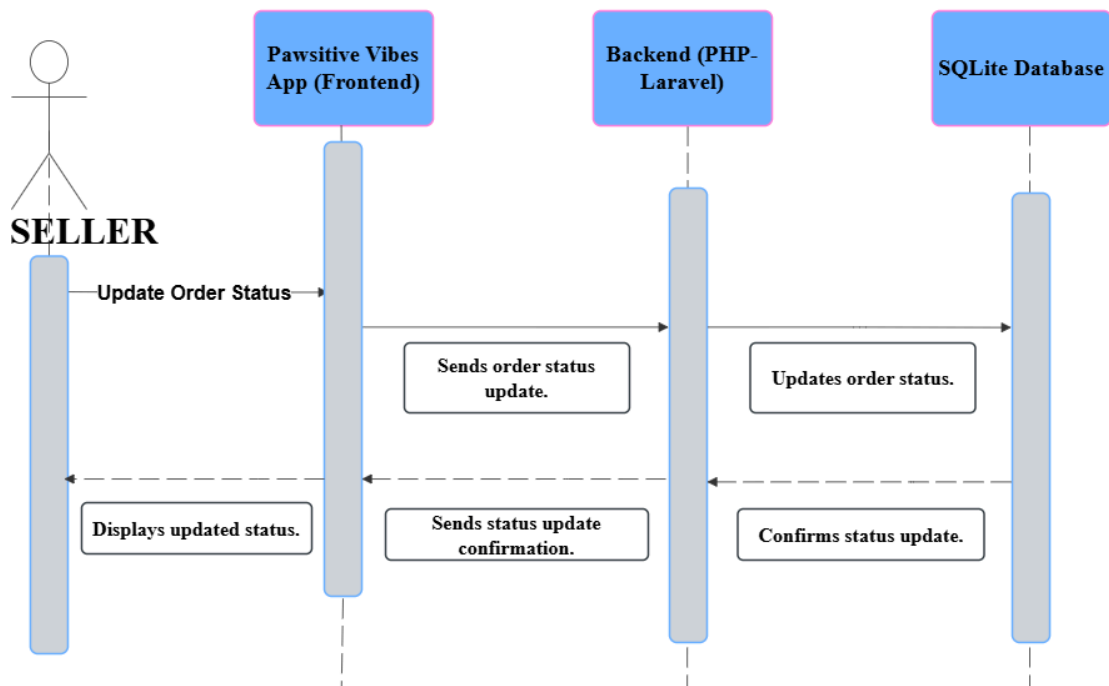 Pawsitive Vibes
App (Frontend)
Backend (PHP-
Laravel)
SQLite Database
SELLER
Update Order Status
Sends order status
update.
Updates order status.
Displays updated status.
Sends status update
confirmation.
Confirms status update.